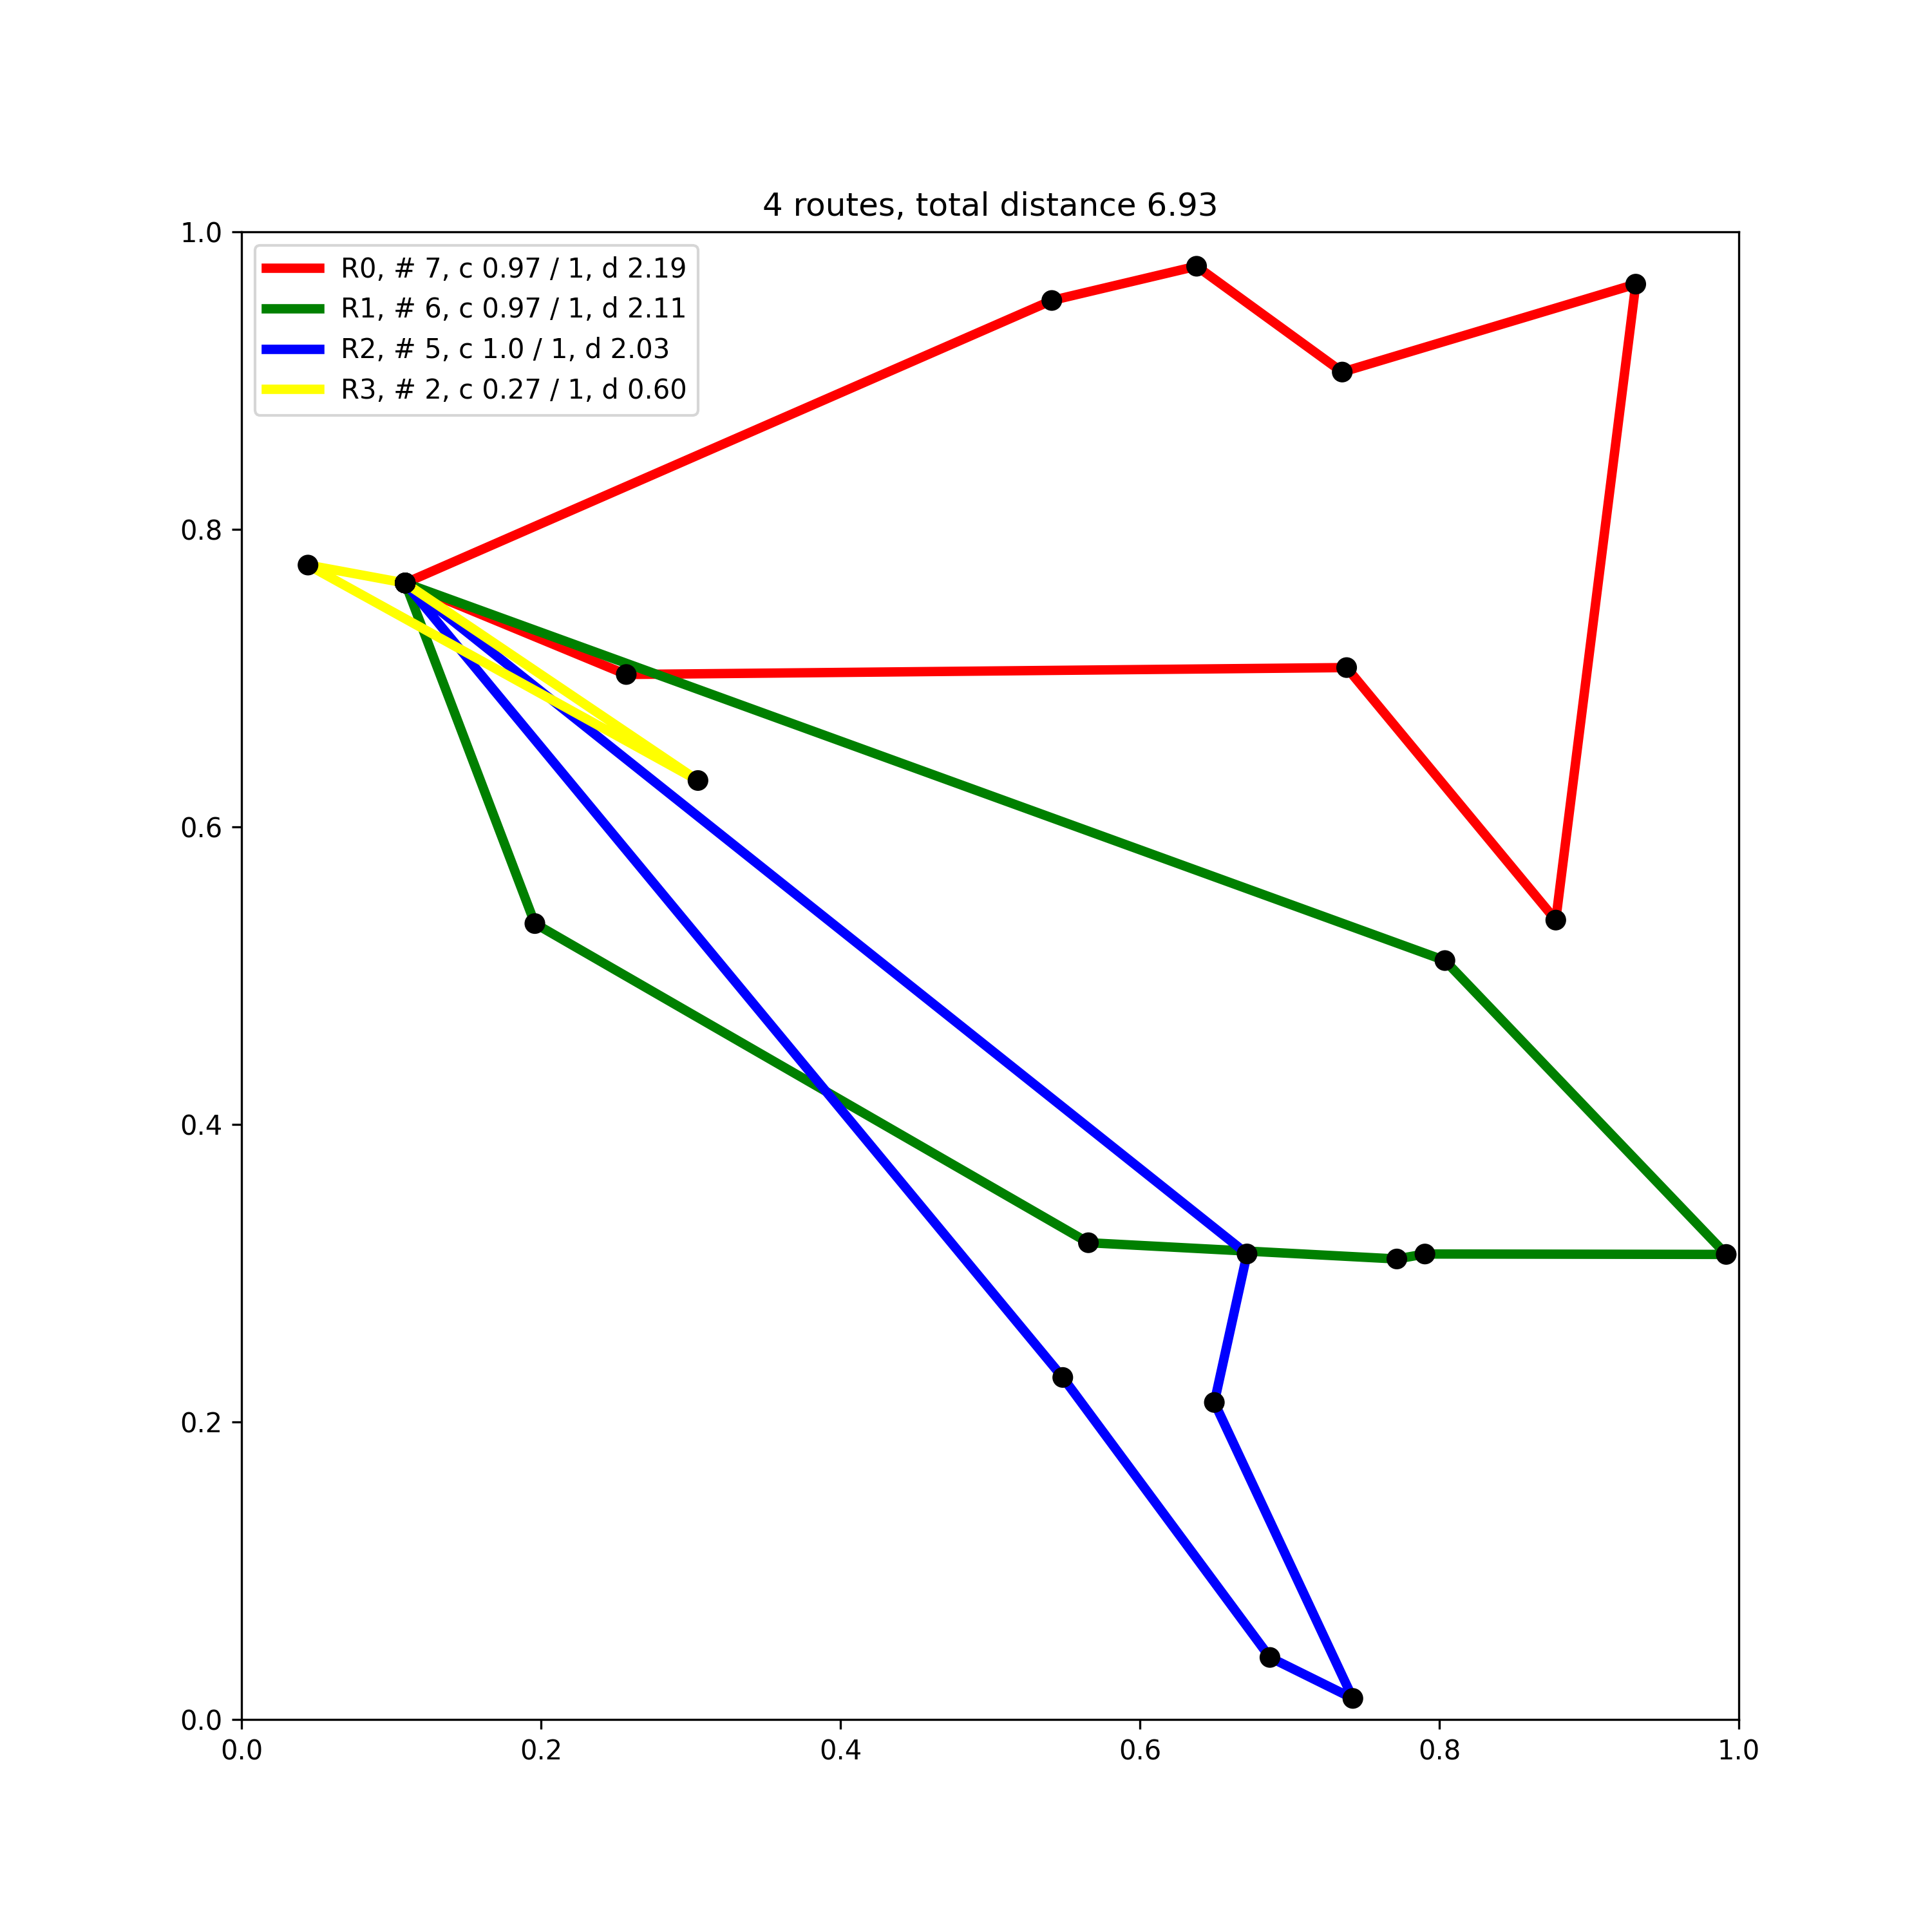 4 routes, total distance 6.93
1.0
R0, # 7, c 0.97 / 1, d 2.19
R1, # 6, c 0.97 / 1, d 2.11
R2, # 5, c 1.0 / 1, d 2.03
R3, # 2, c 0.27 / 1, d 0.60
0.8
0.6
0.4
0.2
0.0
0.0 0.2 0.4 0.6 0.8 1.0